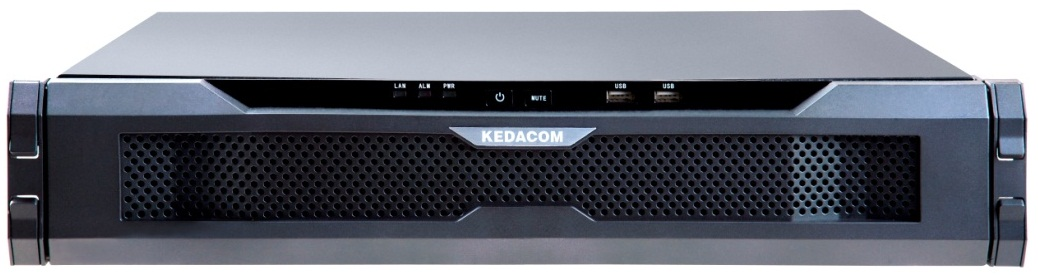 LAN ALM PWR
MUTE
USB USB
KEDACOM